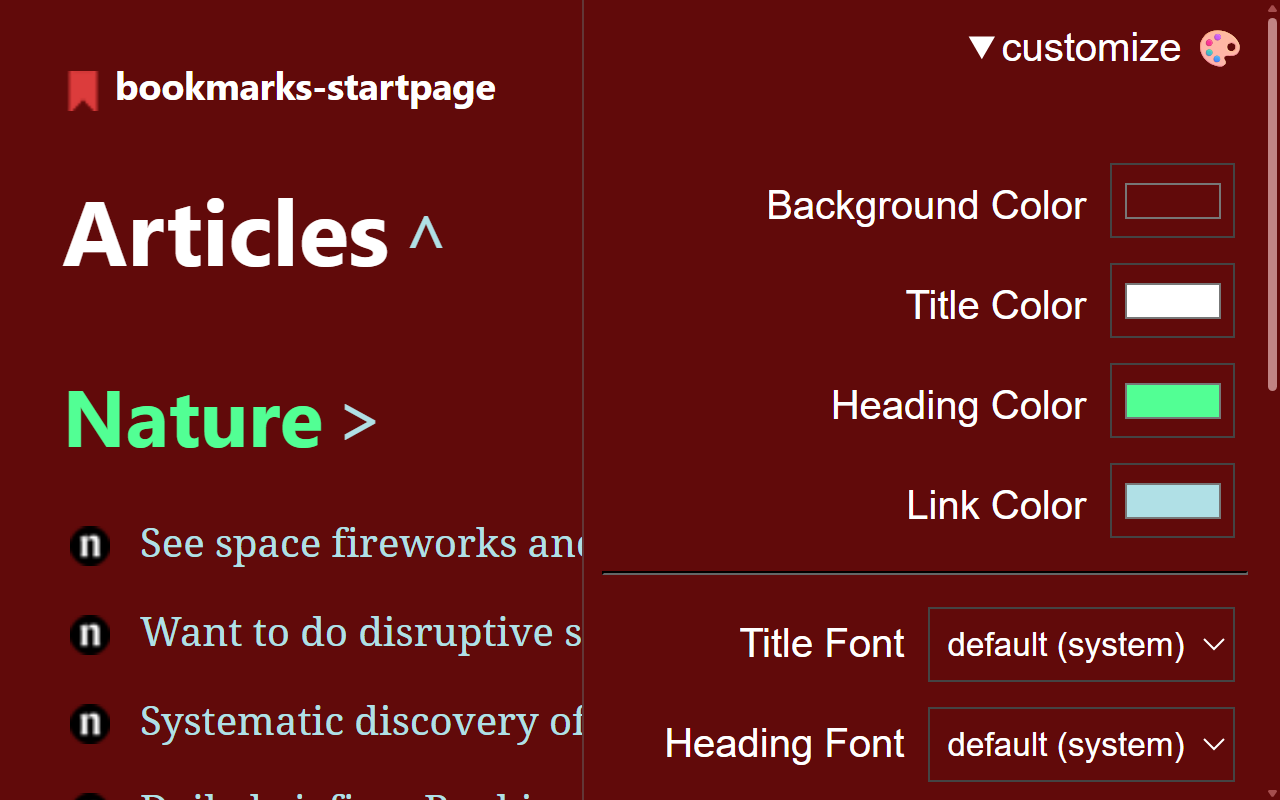 bookmarks-startpage
Articles ^
Nature >
n See space fireworks and
n Want to do disruptive s
n Systematic discovery of
▼ customize 🎨
Background Color
Title Color
Heading Color
Link Color
Title Font default (system)
Heading Font default (system)